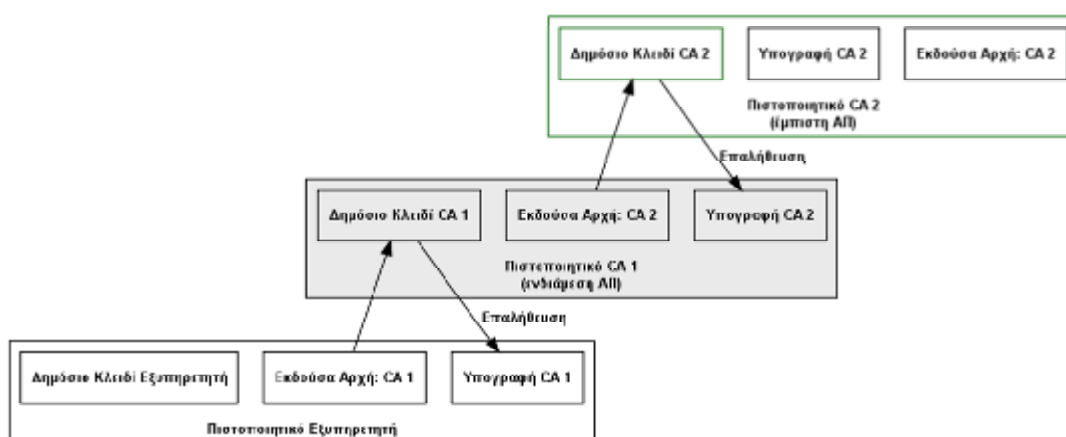 Δημόσιο Κλειδί CA 2
Υπογραφή CA 2
Εκδούσα Αρχή: CA 2
Πιστοποιητικό CA 2
(έμπιστη ΑΠ)
Επαλήθευση
Δημόσιο Κλειδί CA 1
Εκδούσα Αρχή: CA 2
Υπογραφή CA 2
Πιστοποιητικό CA 1
(ενδιάμεση ΑΠ)
Επαλήθευση
Δημόσιο Κλειδί Εξυπηρετητή
Εκδούσα Αρχή: CA 1
Υπογραφή CA 1
Πιστοποιητικό Εξυπηρετητή